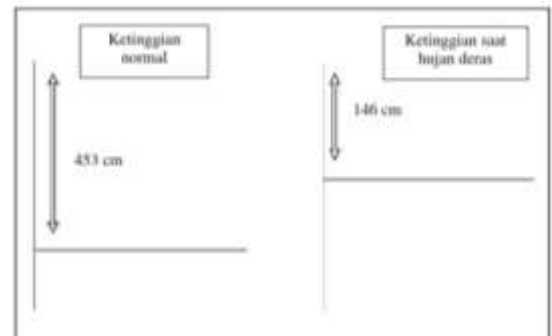 Ketinggian
normal
453 cm
Ketinggian saat
hujan deras
146 cm